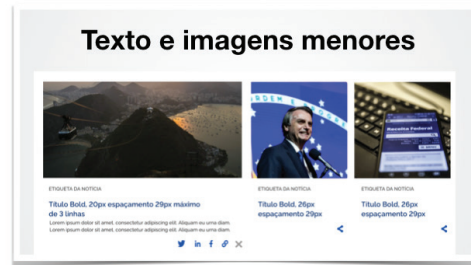 Texto e imagens menores
ORDEM E
Receita Federal
ETIQUETA DA NOTÍCIA
Título Bold, 20px espaçamento 29px máximo
de 3 linhas
Lorem ipsum dolor sit amet, consectetur adipiscing elit. Aliquam eu urna diam.
Lorem ipsum dolor sit amet, consectetur adipiscing elit. Aliquam eu urna diam.
ETIQUETA DA NOTÍCIA
Título Bold, 26px
espaçamento 29px
ETIQUETA DA NOTÍCIA
Título Bold, 26px
espaçamento 29px